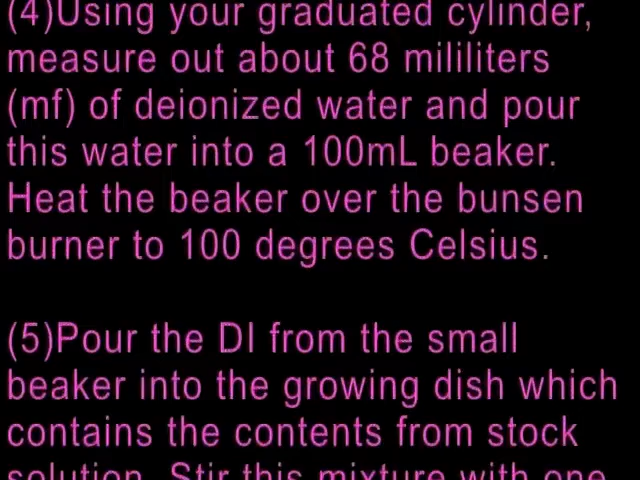 (4)Using your graduated cylinder,
measure out about 68 mililiters
(mf) of deionized water and pour
this water into a 100mL beaker.
Heat the beaker over the bunsen
burner to 100 degrees Celsius.
(5)Pour the DI from the small
beaker into the growing dish which
contains the contents from stock
solution. Stir this mixture with one